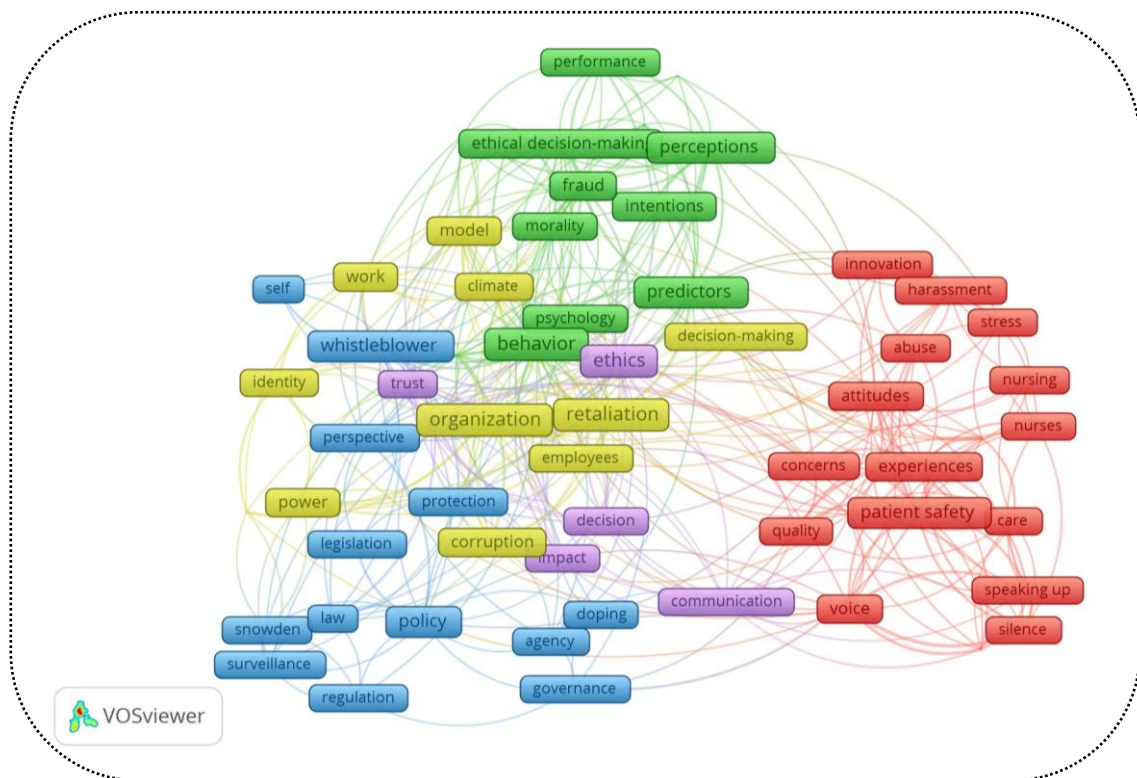 performance
ethical decision-making
perceptions
fraud
intentions
morality
model
innovation
work
self
climate
predictors
harassment
psychology
stress
whistleblower
behavior
decision-making
abuse
ethics
identity
trust
nursing
attitudes
organization
retaliation
nurses
perspective
employees
concerns
experiences
power
protection
patient safety
decision
care
quality
legislation
corruption
impact
communication
speaking up
voice
snowden
law
policy
doping
silence
agency
surveillance
governance
regulation
VOSviewer